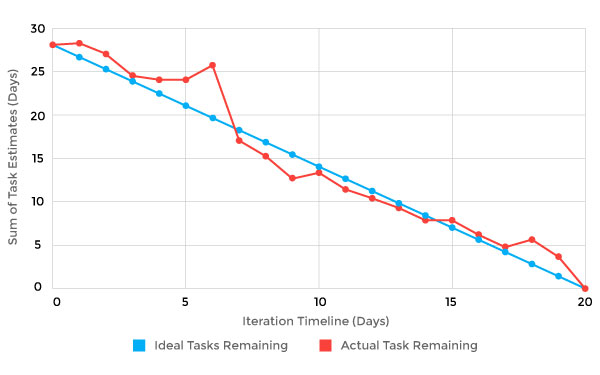 30
25
20
15
10
5
0
Sum of Task Estimates (Days)
0 5 10 15 20
Iteration Timeline (Days)
Ideal Tasks Remaining Actual Task Remaining